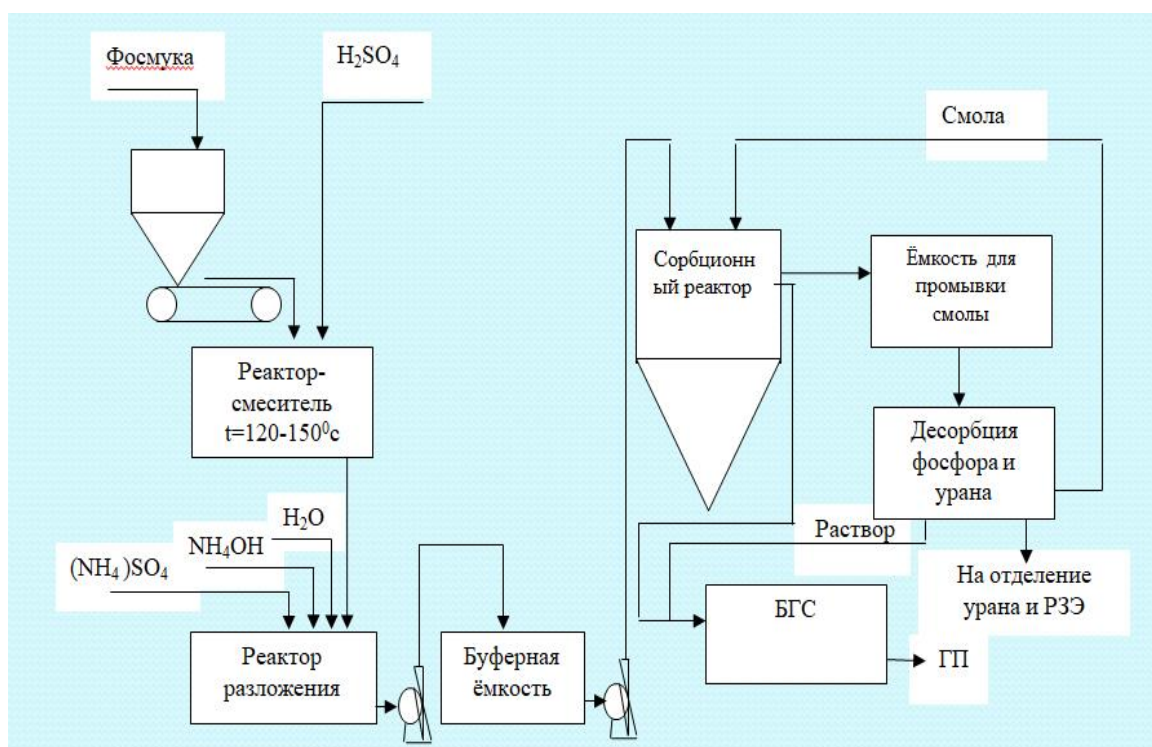 Фосмука
H₂SO₄
Смола
Реактор-
смеситель
t=120-150⁰с
H₂O
NH₄OH
(NH₄ )SO₄
Реактор
разложения
Буферная
ёмкость
Сорбционн
ый реактор
Ёмкость для
промывки
смолы
Десорбция
фосфора и
урана
Раствор
На отделение
урана и РЗЭ
БГС
ГП